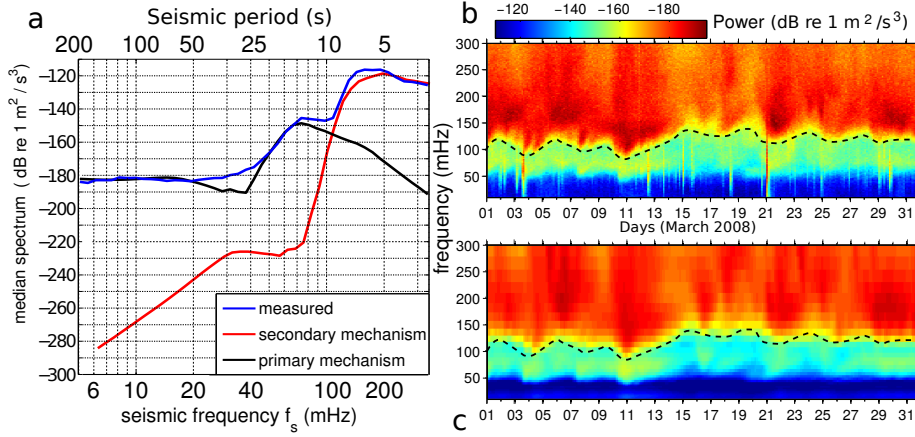 a
Seismic period (s)
200 100 50 25 10 5
median spectrum ( dB re 1 m² / s³ )
−120
−140
−160
−180
−200
−220
−240
−260
−280
−300
measured
secondary mechanism
primary mechanism
6 10 20 40 100 200
seismic frequency f_s (mHz)
b
−120 −140 −160 −180
Power (dB re 1 m²/s³)
300
250
200
150
100
50
01 03 05 07 09 11 13 15 17 19 21 23 25 27 29 31
Days (March 2008)
frequency (mHz)
300
250
200
150
100
50
01 03 05 07 09 11 13 15 17 19 21 23 25 27 29 31
c